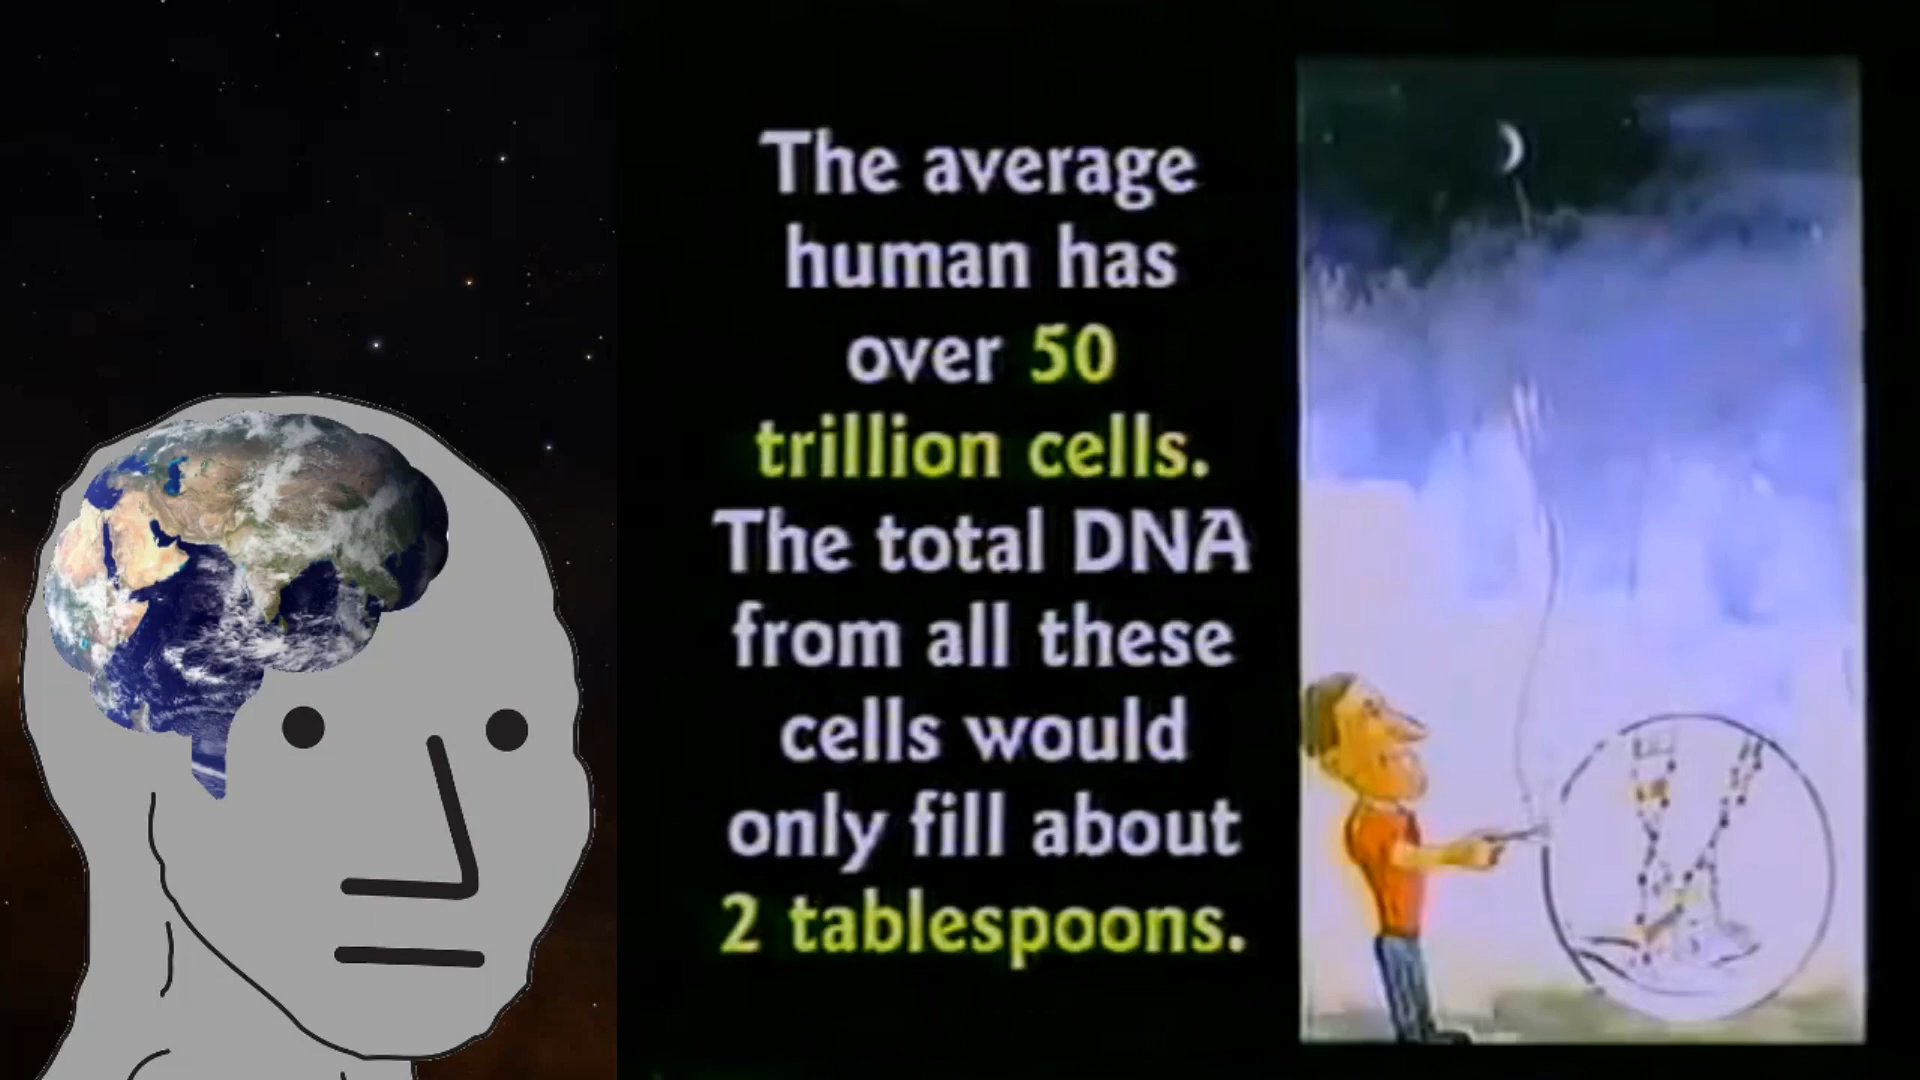 The average
human has
over 50
trillion cells.
The total DNA
from all these
cells would
only fill about
2 tablespoons.